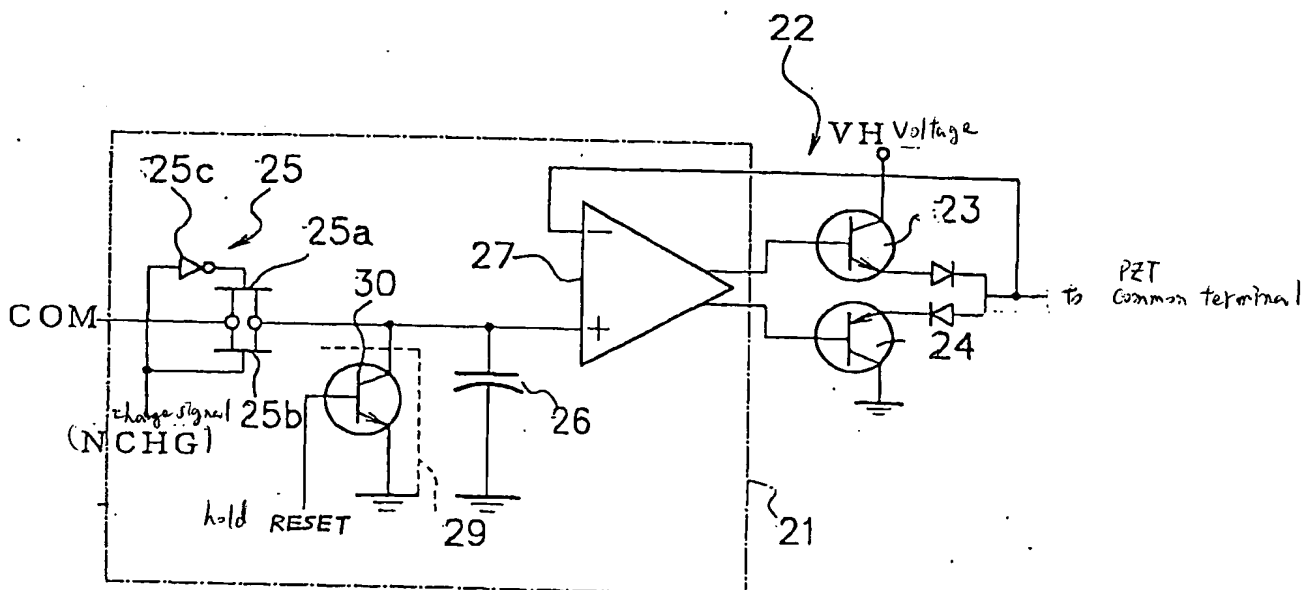 22
VH Voltage
25c
25
25a
23
27
30
PZT
COM
to common terminal
24
25b
26
charge signal
(NCHG)
hold RESET
29
21